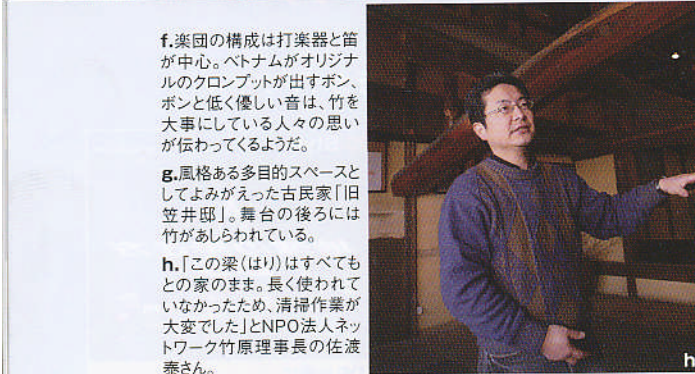 f.楽団の構成は打楽器と笛
が中心。ベトナムがオリジナ
ルのクロンプットが出すボン、
ボンと低く優しい音は、竹を
大事にしている人々の思い
が伝わってくるようだ。
g.風格ある多目的スペースと
してよみがえった古民家「旧
笠井邸」。舞台の後ろには
竹があしらわれている。
h.「この梁(はり)はすべても
との家のまま。長く使われて
いなかったため、清掃作業が
大変でした」とNPO法人ネッ
トワーク竹原理事長の佐渡
泰さん。
h